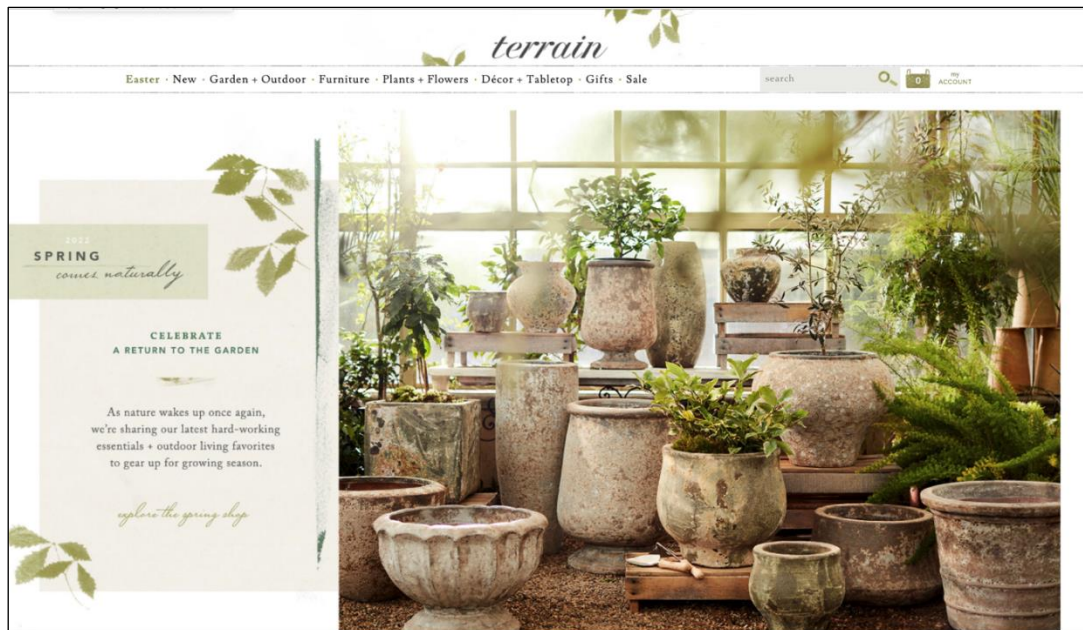 terrain
Easter · New · Garden + Outdoor · Furniture · Plants + Flowers · Décor + Tabletop · Gifts · Sale
search
0
my
ACCOUNT
SPRING
comes naturally
CELEBRATE
A RETURN TO THE GARDEN
As nature wakes up once again,
we're sharing our latest hard-working
essentials + outdoor living favorites
to gear up for growing season.
explore the spring shop